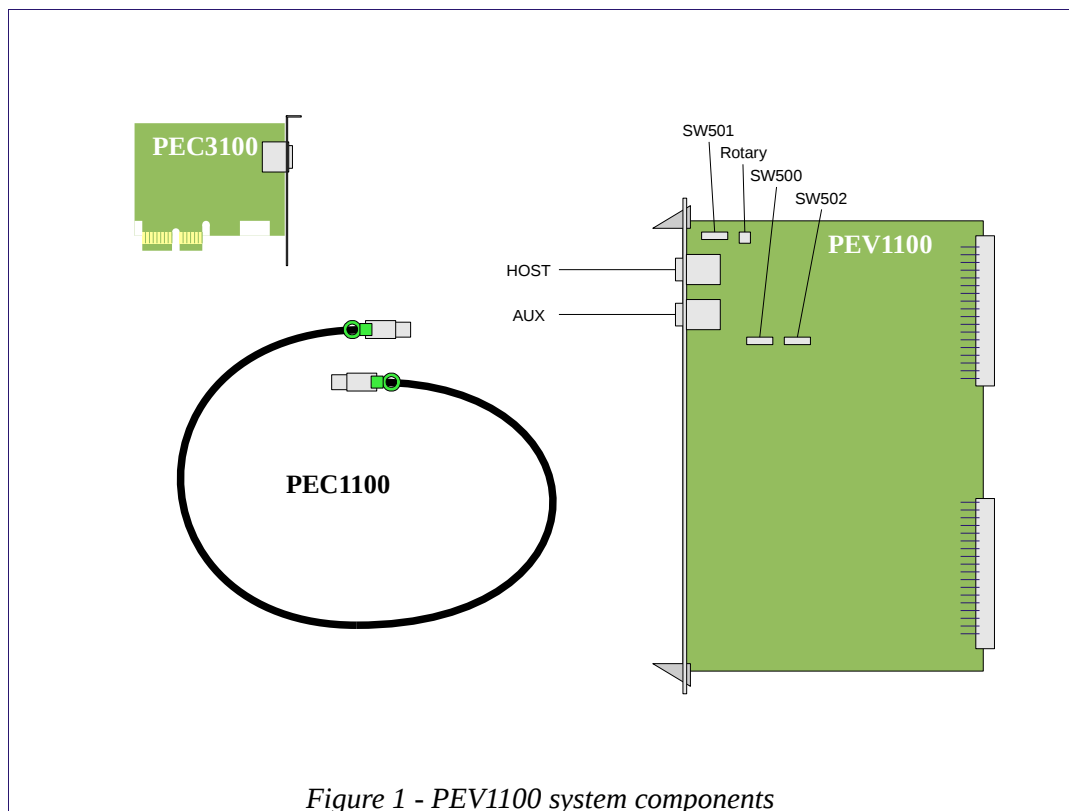 PEC3100
SW501
Rotary
SW500
SW502
PEV1100
HOST
AUX
PEC1100
Figure 1 - PEV1100 system components